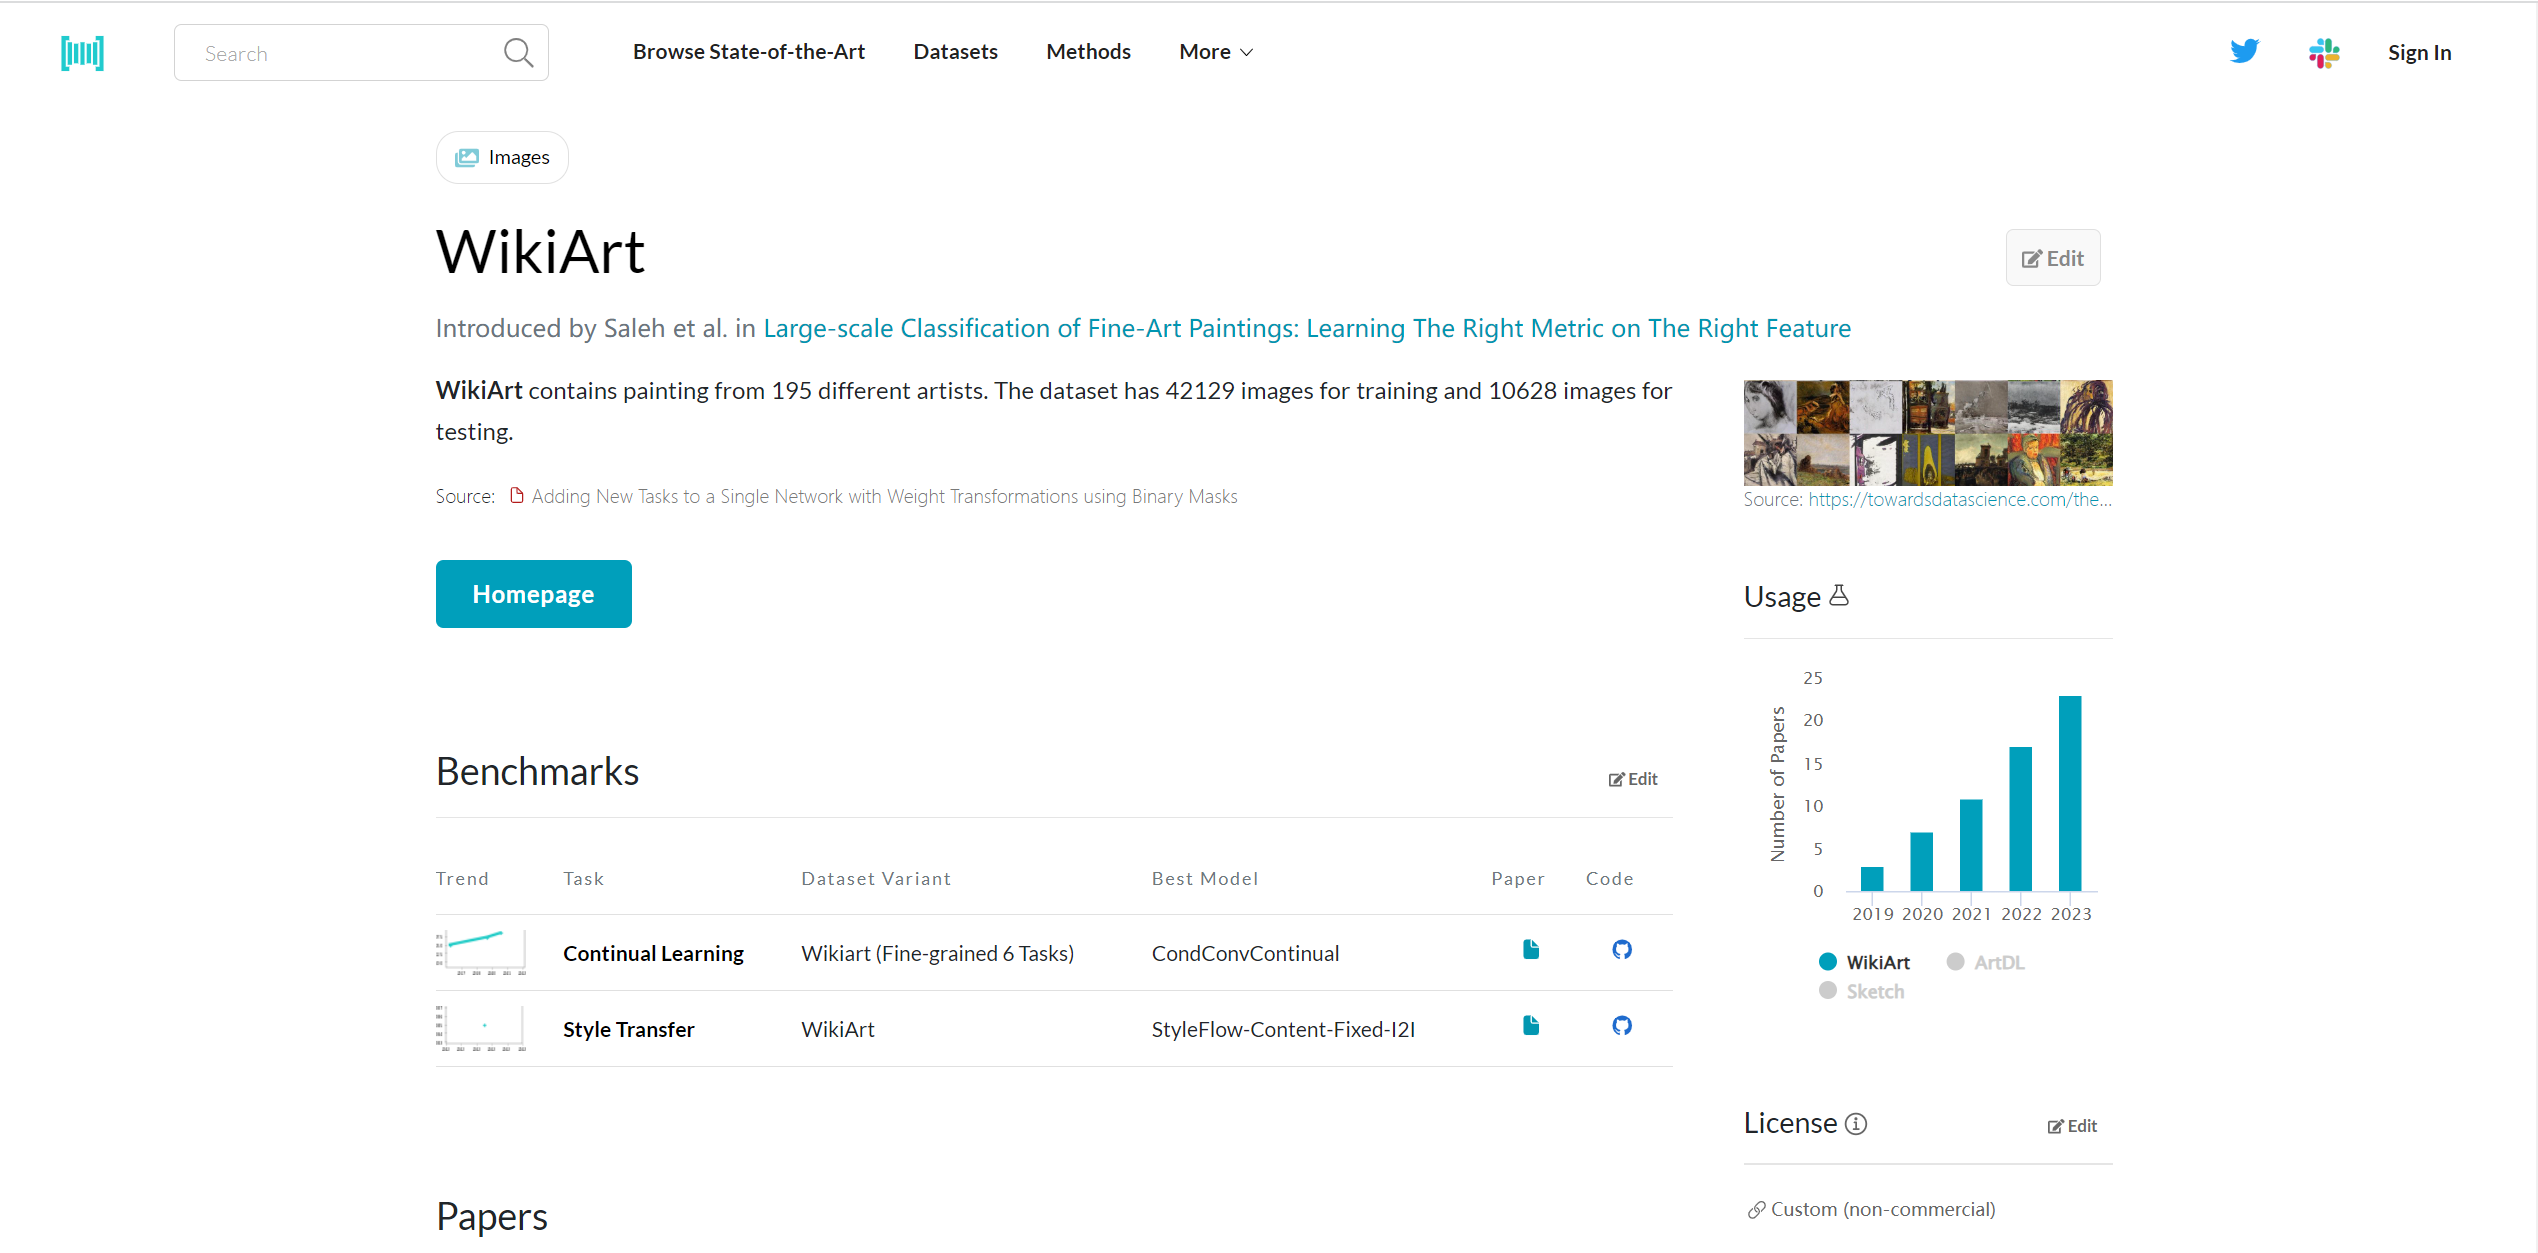 Search
Browse State-of-the-Art
Datasets
Methods
More
Sign In
Images
WikiArt
Edit
Introduced by Saleh et al. in Large-scale Classification of Fine-Art Paintings: Learning The Right Metric on The Right Feature
WikiArt contains painting from 195 different artists. The dataset has 42129 images for training and 10628 images for
testing.
Source: Adding New Tasks to a Single Network with Weight Transformations using Binary Masks
Homepage
Source: https://towardsdatascience.com/the...
Usage
Number of Papers
25
20
15
10
5
0
2019 2020 2021 2022 2023
WikiArt ArtDL
Sketch
Benchmarks
Edit
Trend Task Dataset Variant Best Model Paper Code
Continual Learning Wikiart (Fine-grained 6 Tasks) CondConvContinual
Style Transfer WikiArt StyleFlow-Content-Fixed-I2I
License
Edit
Custom (non-commercial)
Papers